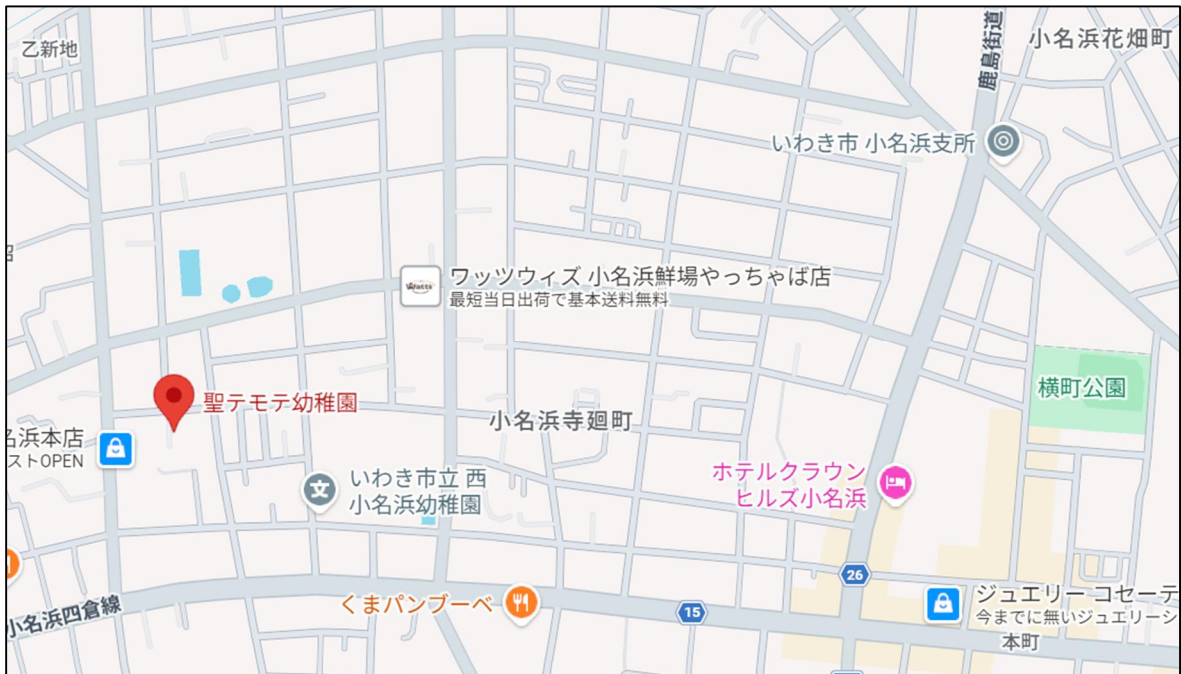 乙新地
鹿島街道
小名浜花畑町
いわき市 小名浜支所
Watts
ワッツウィズ 小名浜鮮場やっちゃば店
最短当日出荷で基本送料無料
横町公園
聖テモテ幼稚園
小名浜寺廻町
名浜本店
ストOPEN
いわき市立 西
小名浜幼稚園
文
ホテルクラウン
ヒルズ小名浜
26
くまパンブーベ
15
ジュエリー コセーテ
今までに無いジュエリーシ
小名浜四倉線
本町